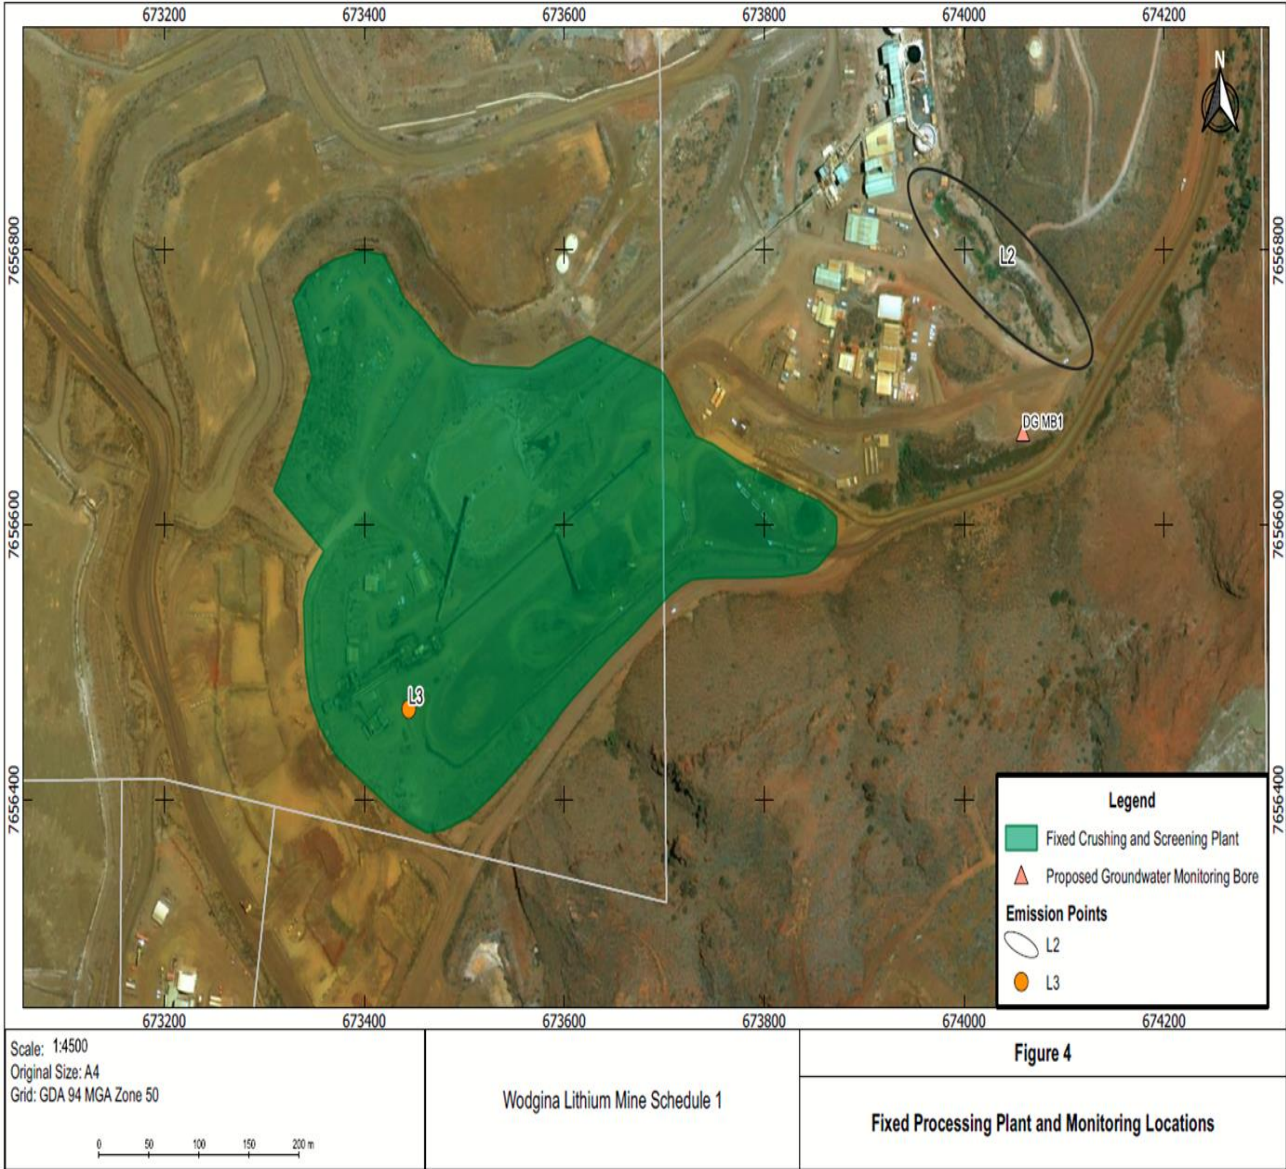 673200 673400 673600 673800 674000 674200
N
7656800 7656800
L2
DG MB1
7656600 7656600
L3
7656400 7656400
Legend
Fixed Crushing and Screening Plant
Proposed Groundwater Monitoring Bore
Emission Points
L2
L3
673200 673400 673600 673800 674000 674200
Scale: 1:4500
Original Size: A4
Grid: GDA 94 MGA Zone 50
0 50 100 150 200 m
Wodgina Lithium Mine Schedule 1
Figure 4
Fixed Processing Plant and Monitoring Locations